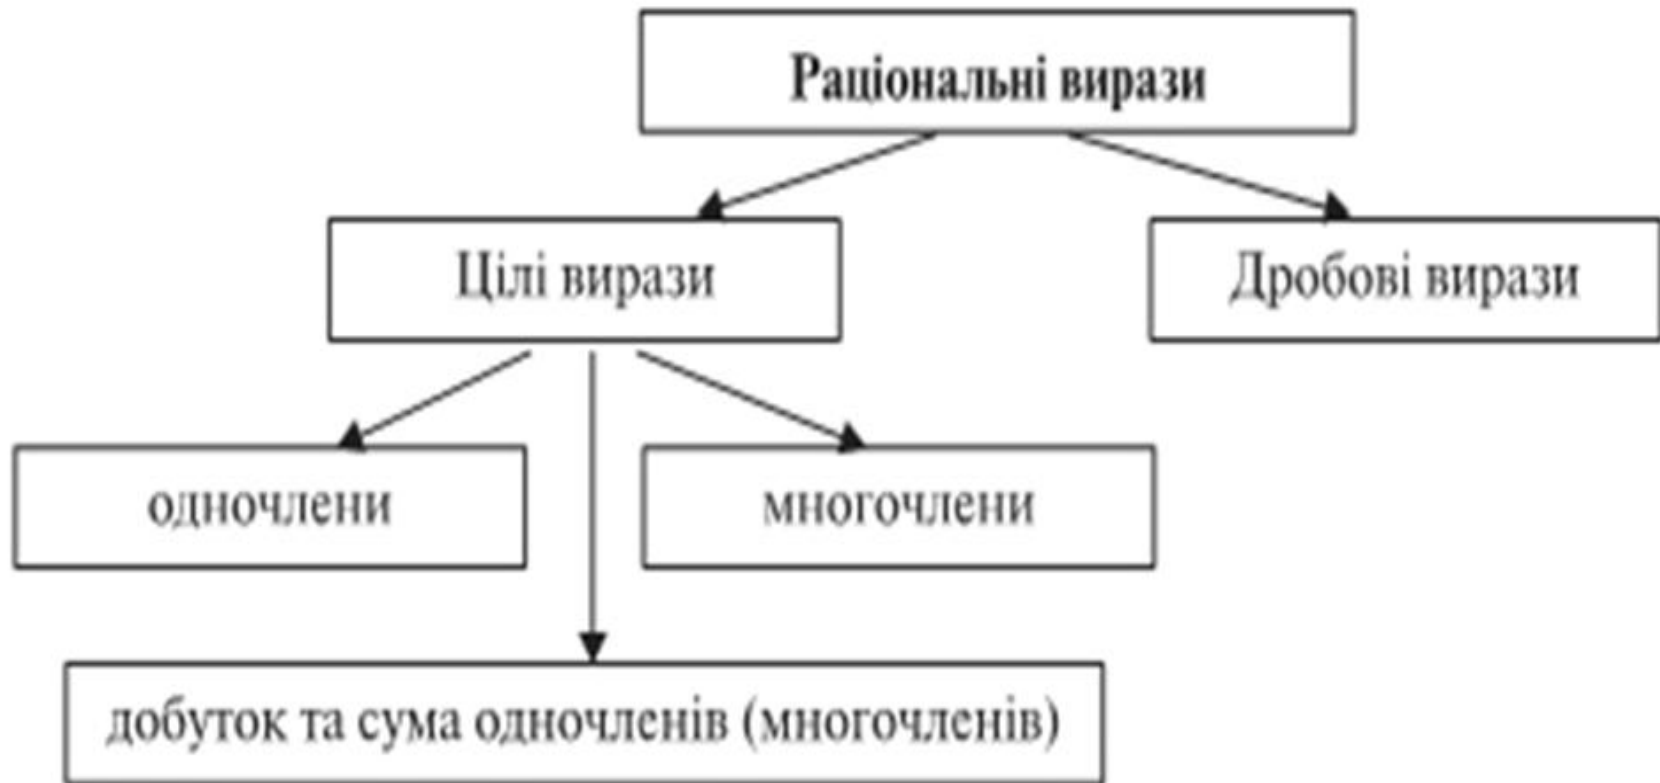 Раціональні вирази
Цілі вирази
Дробові вирази
одночлени
многочлени
добуток та сума одночленів (многочленів)